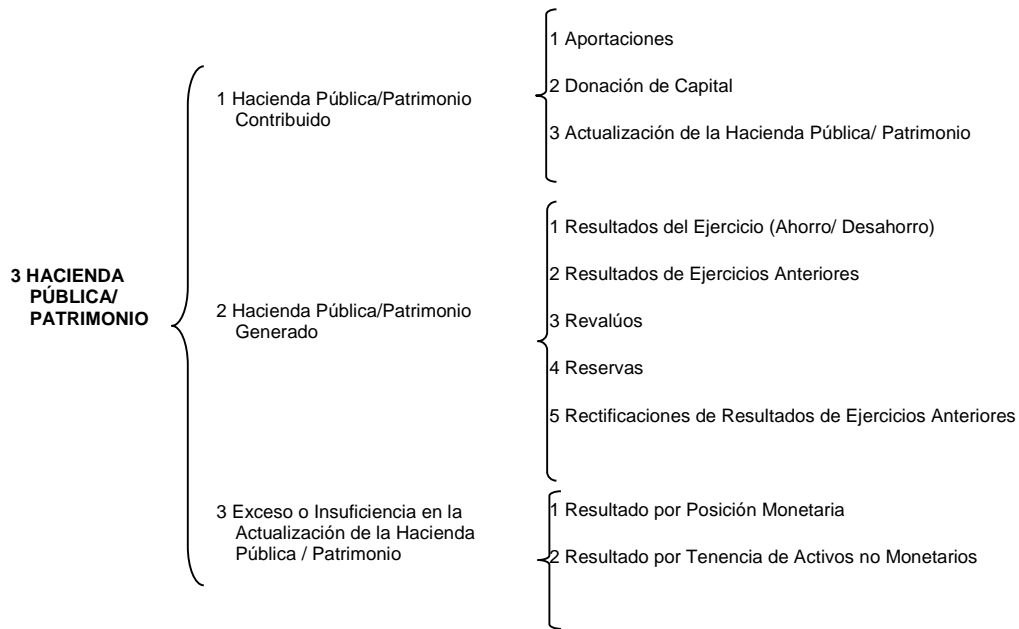 3 HACIENDA
PÚBLICA/
PATRIMONIO
1 Hacienda Pública/Patrimonio
Contribuido
1 Aportaciones
2 Donación de Capital
3 Actualización de la Hacienda Pública/ Patrimonio
2 Hacienda Pública/Patrimonio
Generado
1 Resultados del Ejercicio (Ahorro/ Desahorro)
2 Resultados de Ejercicios Anteriores
3 Revalúos
4 Reservas
5 Rectificaciones de Resultados de Ejercicios Anteriores
3 Exceso o Insuficiencia en la
Actualización de la Hacienda
Pública / Patrimonio
1 Resultado por Posición Monetaria
2 Resultado por Tenencia de Activos no Monetarios